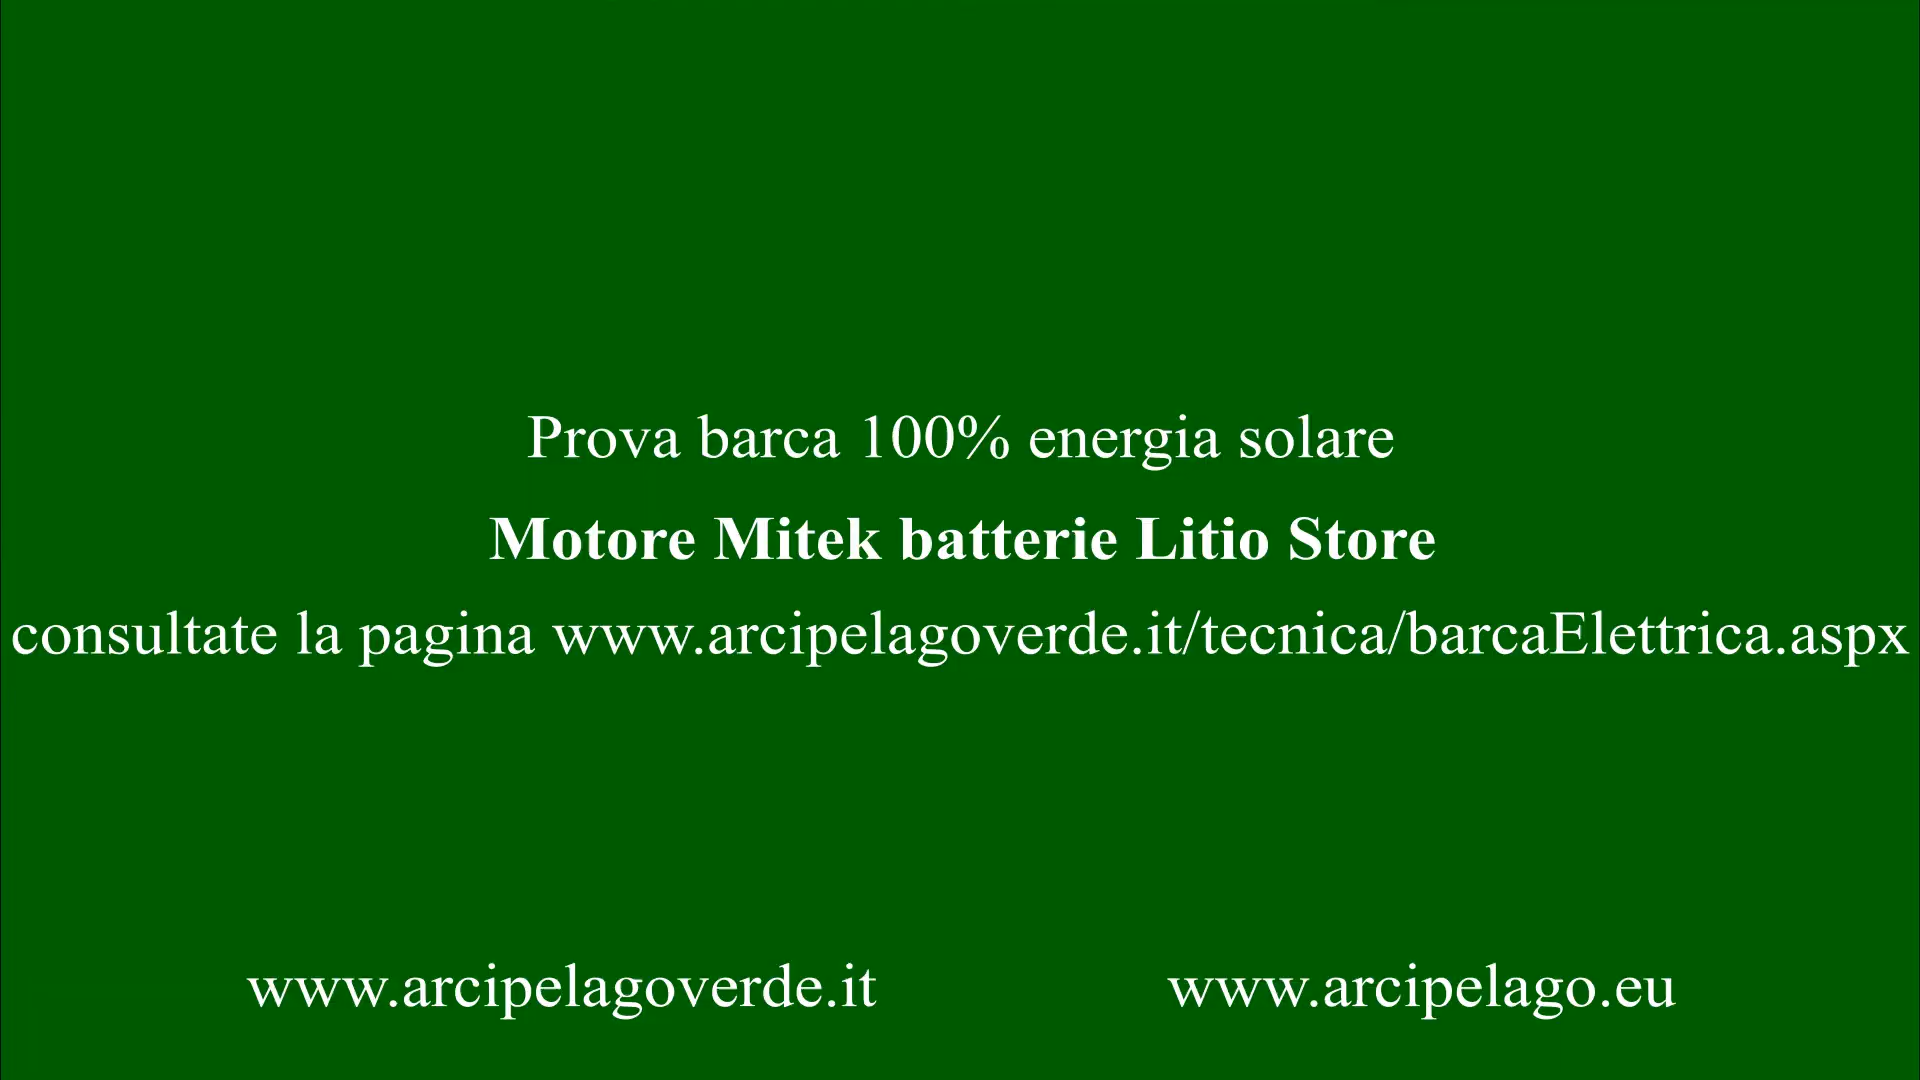 Prova barca 100% energia solare
Motore Mitek batterie Litio Store
consultate la pagina www.arcipelagoverde.it/tecnica/barcaElettrica.aspx
www.arcipelagoverde.it www.arcipelago.eu